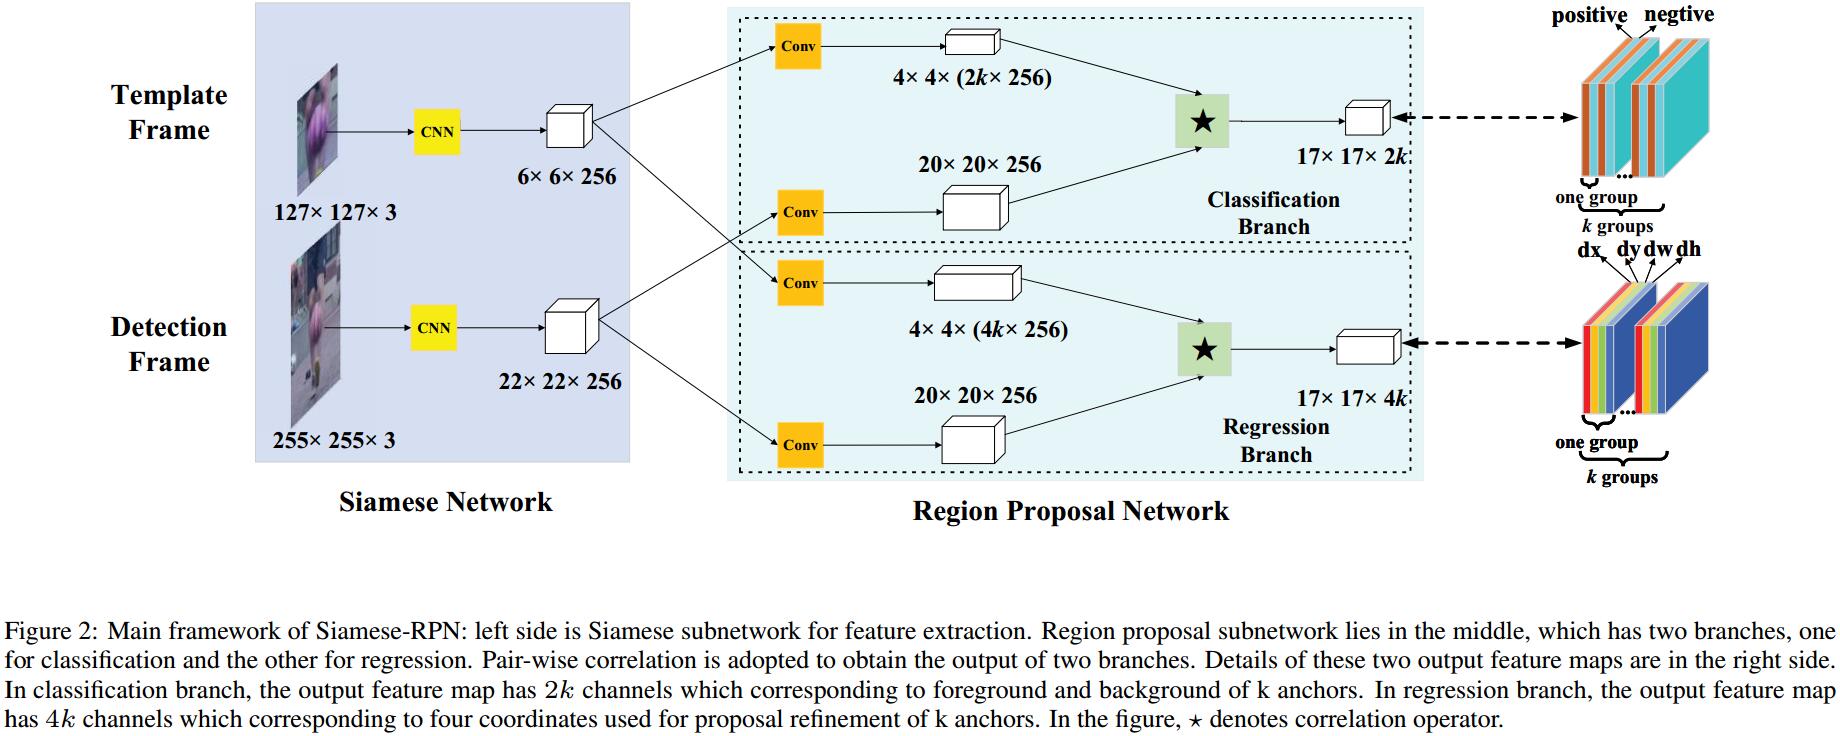 Template
Frame
127× 127× 3
CNN
6× 6× 256
Detection
Frame
255× 255× 3
CNN
22× 22× 256
Siamese Network
Conv
4× 4× (2k× 256)
★
17× 17× 2k
Conv
20× 20× 256
Classification
Branch
Conv
4× 4× (4k× 256)
★
17× 17× 4k
Conv
20× 20× 256
Regression
Branch
Region Proposal Network
positive negtive
...
one group
k groups
dx dy dw dh
...
one group
k groups
Figure 2: Main framework of Siamese-RPN: left side is Siamese subnetwork for feature extraction. Region proposal subnetwork lies in the middle, which has two branches, one
for classification and the other for regression. Pair-wise correlation is adopted to obtain the output of two branches. Details of these two output feature maps are in the right side.
In classification branch, the output feature map has 2k channels which corresponding to foreground and background of k anchors. In regression branch, the output feature map
has 4k channels which corresponding to four coordinates used for proposal refinement of k anchors. In the figure, ⋆ denotes correlation operator.